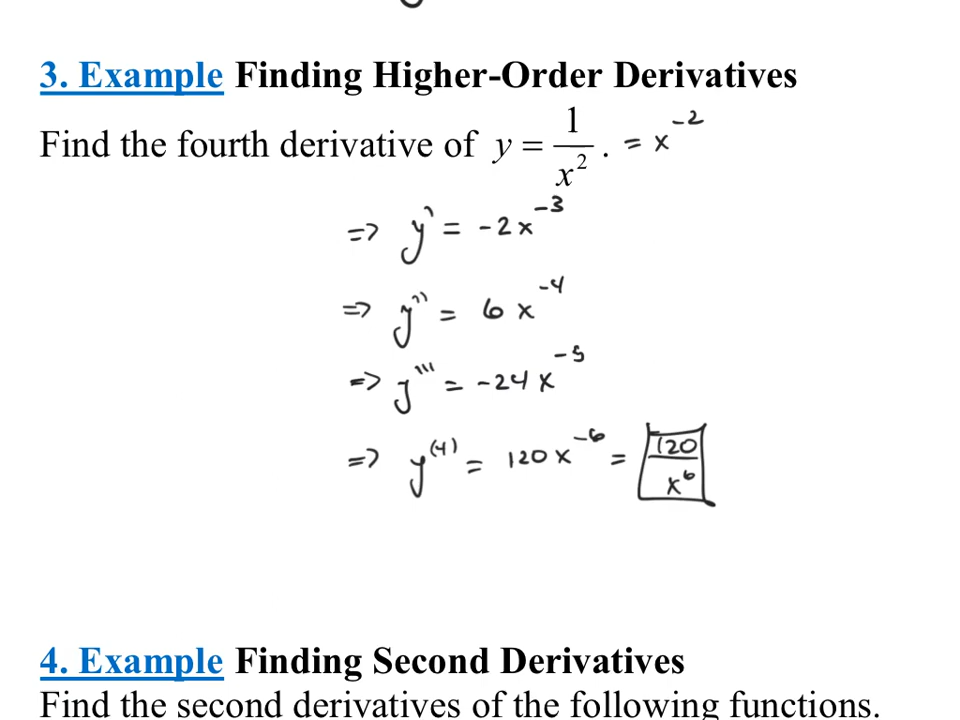 3. Example Finding Higher-Order Derivatives
Find the fourth derivative of y = 1/x². = x⁻²
=> y' = -2x⁻³
=> y'' = 6x⁻⁴
=> y''' = -24x⁻⁵
=> y⁽⁴⁾ = 120x⁻⁶ = 120/x⁶
4. Example Finding Second Derivatives
Find the second derivatives of the following functions.